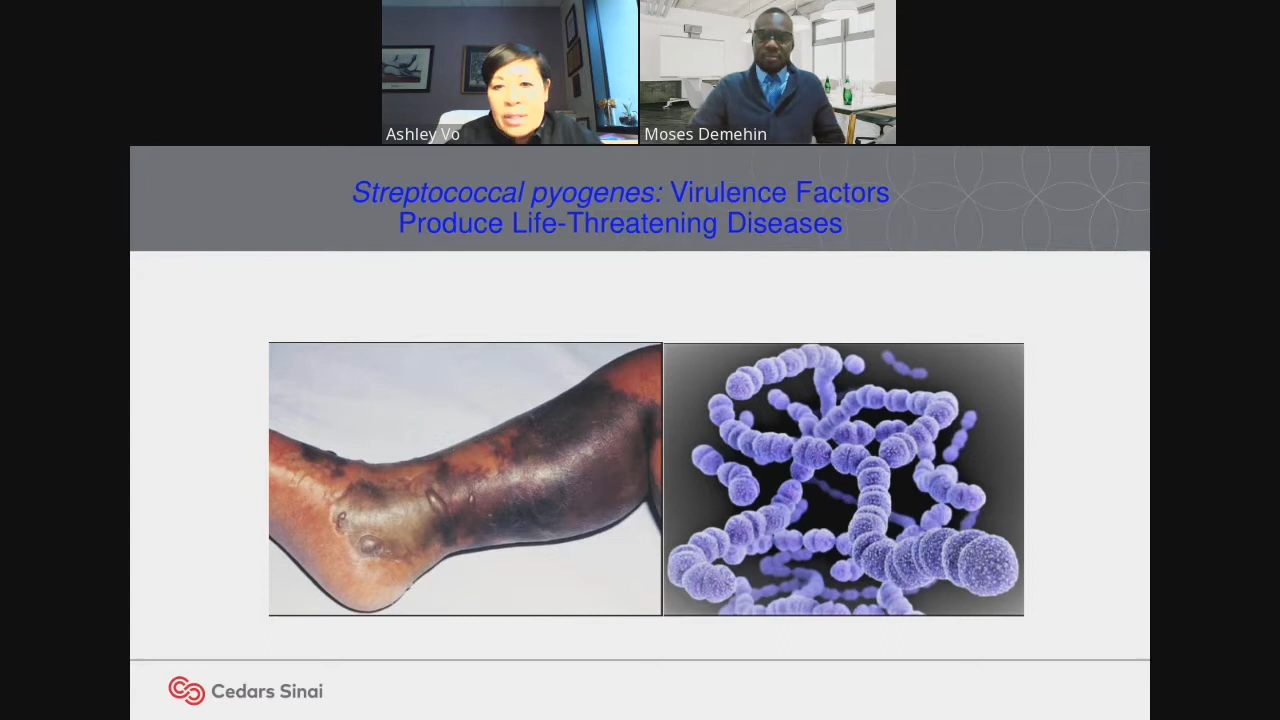 Ashley Vo
Moses Demehin
Streptococcal pyogenes: Virulence Factors
Produce Life-Threatening Diseases
Cedars Sinai